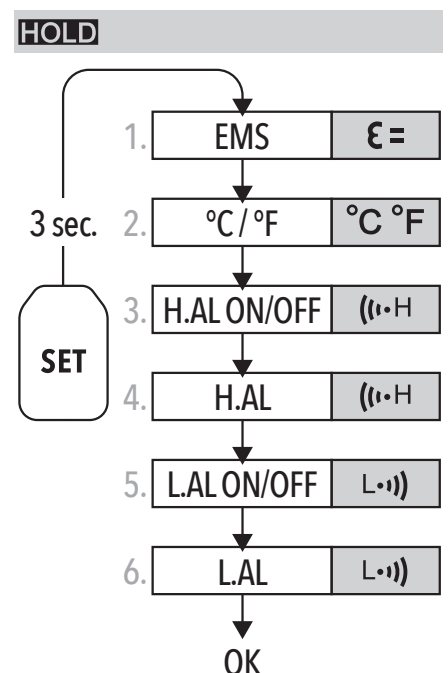 HOLD
1. EMS ε =
3 sec. 2. °C / °F °C °F
3. H.AL ON/OFF H
SET
4. H.AL H
5. L.AL ON/OFF L
6. L.AL L
OK